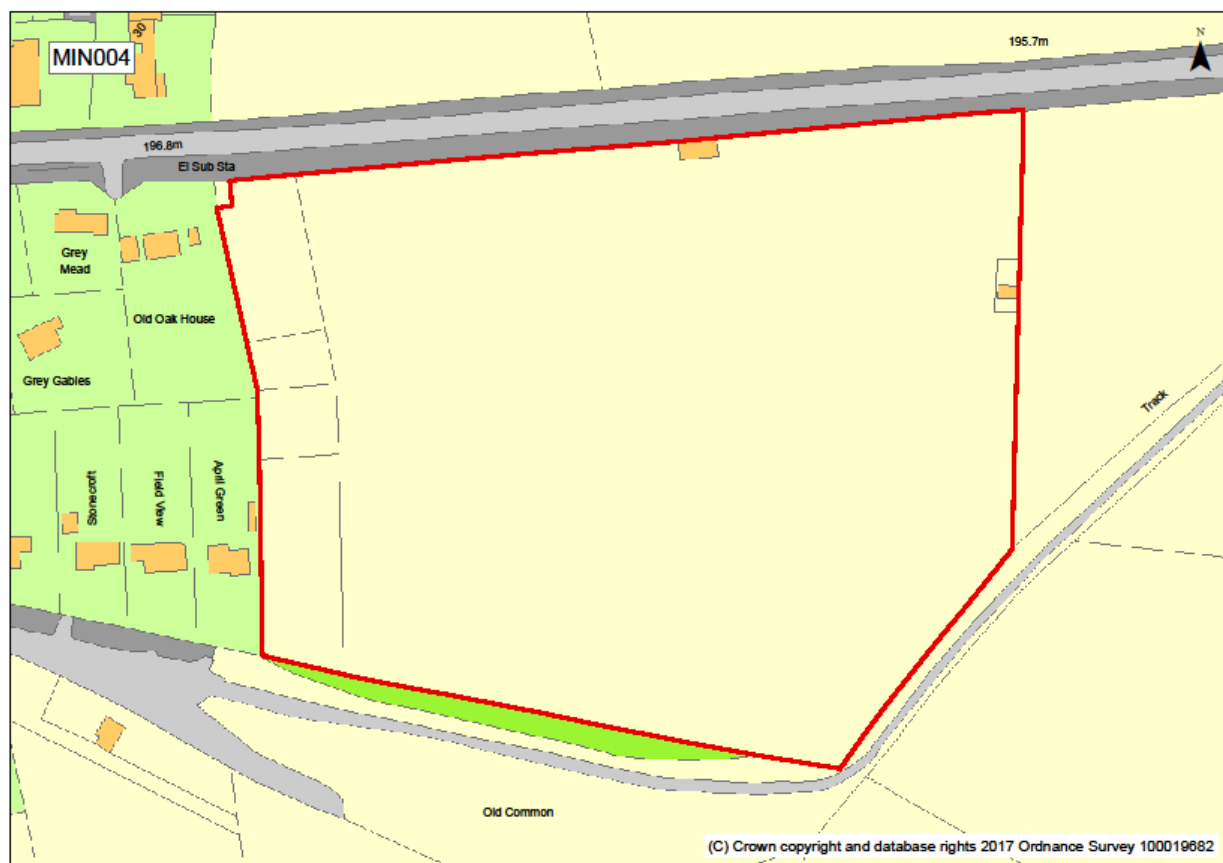 30
MIN004
195.7m
N
196.8m
El Sub Sta
Grey
Mead
Old Oak House
Grey Gables
Track
Stonecroft
Field View
April Green
Old Common
(C) Crown copyright and database rights 2017 Ordnance Survey 100019682